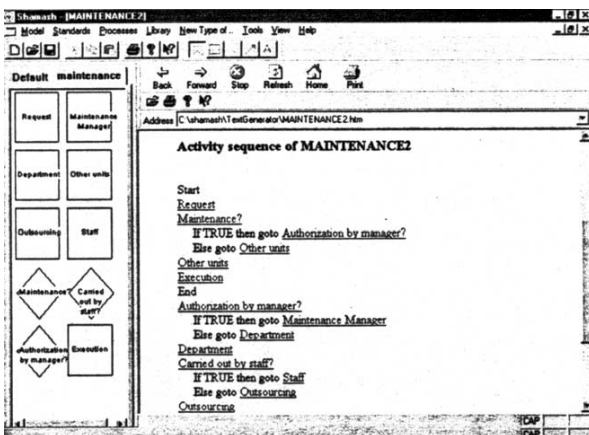 Shamash - [MAINTENANCE2]
Model Standards Processes Library New Type of .. Tools View Help
Default maintenance
Back Forward Stop Refresh Home Print
Address C:\shamash\TextGenerator\MAINTENANCE2.htm
Request
Maintenance Manager
Department
Other units
Outsourcing
Staff
Maintenance?
Carried out by staff?
Authorization by manager?
Execution
Activity sequence of MAINTENANCE2
Start
Request
Maintenance?
If TRUE then goto Authorization by manager?
Else goto Other units
Other units
Execution
End
Authorization by manager?
If TRUE then goto Maintenance Manager
Else goto Department
Department
Carried out by staff?
If TRUE then goto Staff
Else goto Outsourcing
Outsourcing
CAP
CAP